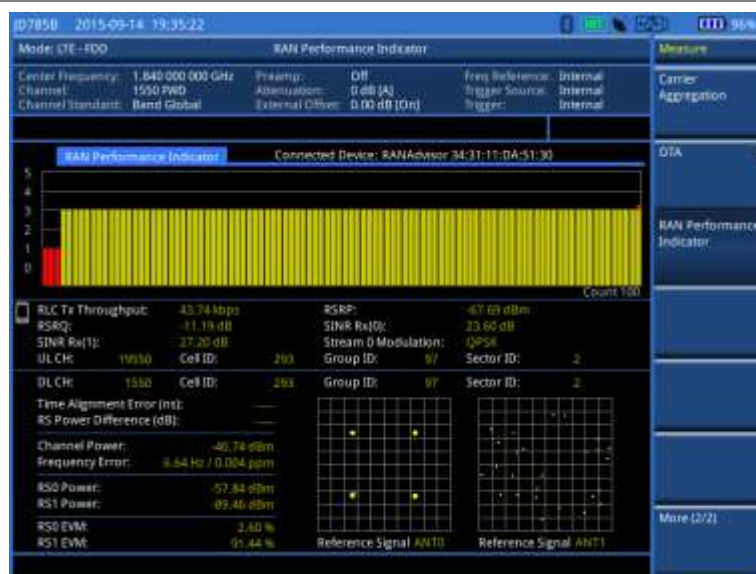 JD785B 2015-09-14 19:35:22 96%
Mode: LTE - FDD RAN Performance Indicator Measure
Center Frequency: 1.840 000 000 GHz Preamp: Off Freq Reference: Internal
Channel: 1550 FWD Attenuation: 0 dB [A] Trigger Source: Internal
Channel Standard: Band Global External Offset: 0.00 dB [On] Trigger: Internal
Carrier Aggregation
RAN Performance Indicator Connected Device: RANAdvisor 34:31:11:DA:51:30
OTA
5
4
3
2
1
0
RAN Performance Indicator
Count 100
RLC Tx Throughput: 43.74 kbps RSRP: -67.69 dBm
RSRQ: -11.19 dB SINR Rx(0): 23.60 dB
SINR Rx(1): 27.20 dB Stream 0 Modulation: QPSK
UL CH: 19550 Cell ID: 293 Group ID: 97 Sector ID: 2
DL CH: 1550 Cell ID: 293 Group ID: 97 Sector ID: 2
Time Alignment Error (ns): ----
RS Power Difference (dB): ----
Channel Power: -46.74 dBm
Frequency Error: 6.64 Hz / 0.004 ppm
RS0 Power: -57.84 dBm
RS1 Power: -89.46 dBm
RS0 EVM: 2.60 %
RS1 EVM: 91.44 %
Reference Signal ANT0 Reference Signal ANT1
More (2/2)